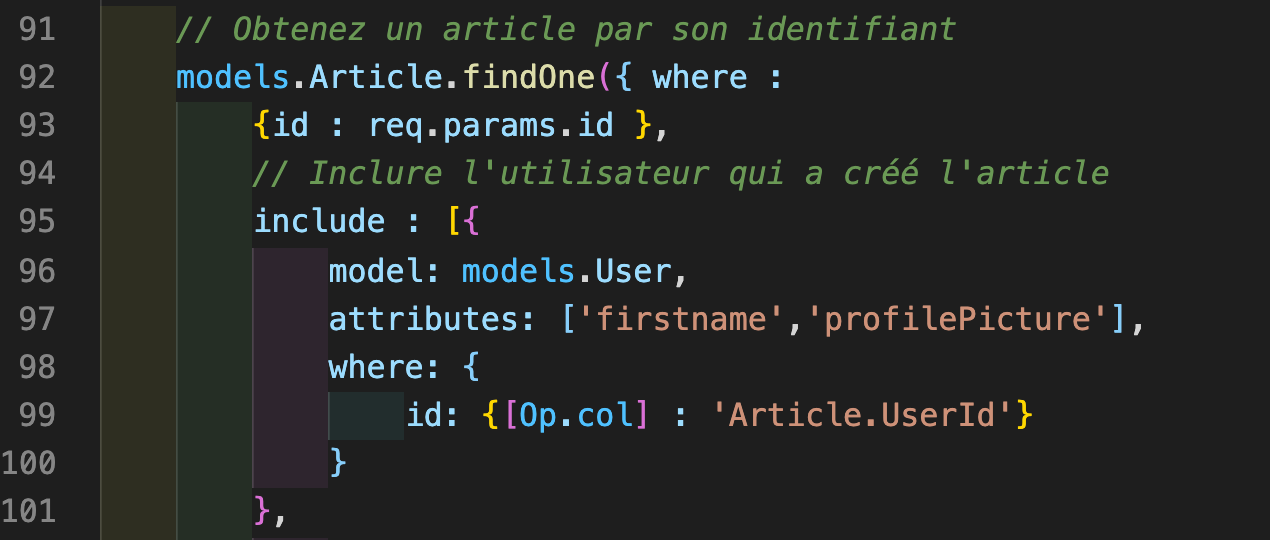 91 // Obtenez un article par son identifiant
92 models.Article.findOne({ where :
93 {id : req.params.id },
94 // Inclure l'utilisateur qui a créé l'article
95 include : [{
96 model: models.User,
97 attributes: ['firstname','profilePicture'],
98 where: {
99 id: {[Op.col] : 'Article.UserId'}
100 }
101 },